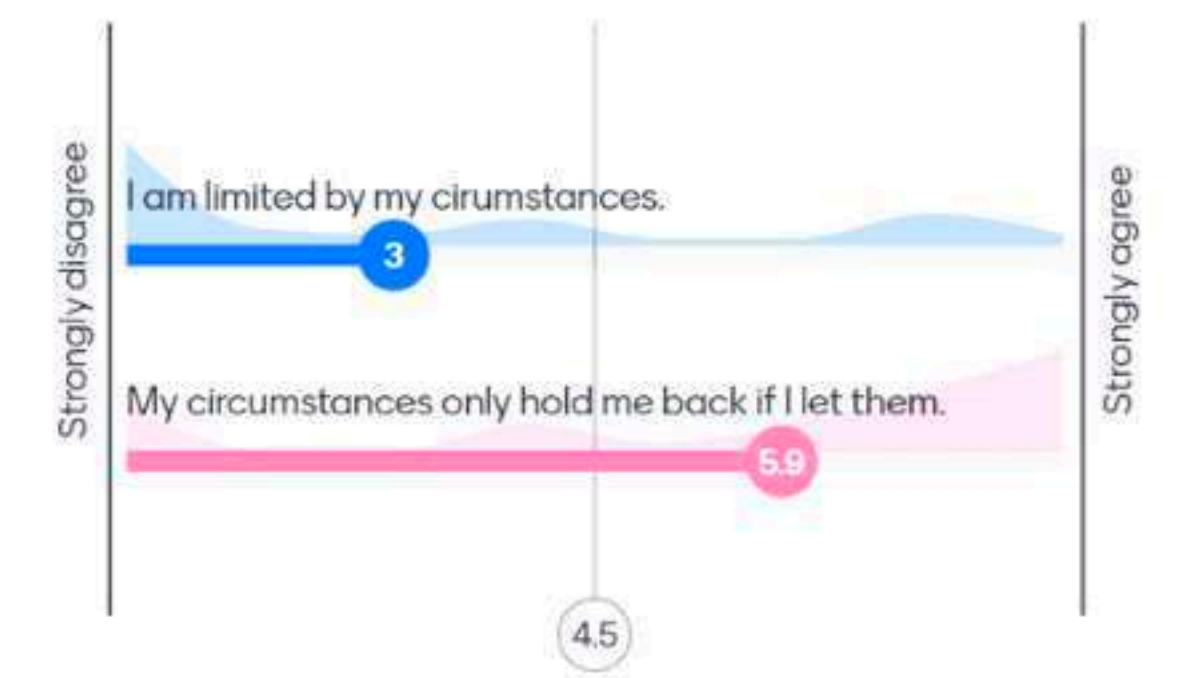 Strongly disagree
I am limited by my cirumstances.
3
My circumstances only hold me back if I let them.
5.9
4.5
Strongly agree